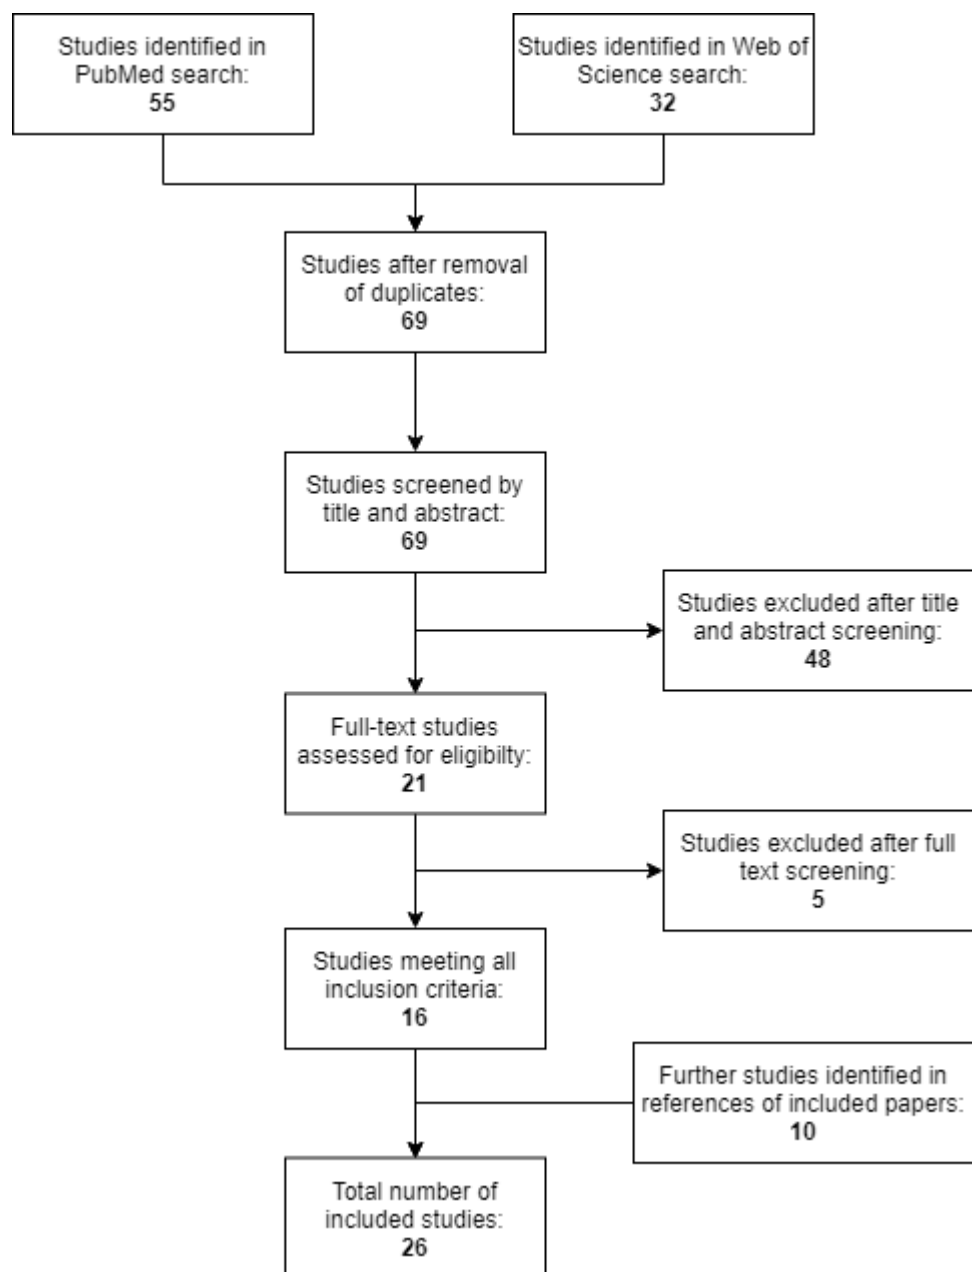 Studies identified in
PubMed search:
55
Studies identified in Web of
Science search:
32
Studies after removal
of duplicates:
69
Studies screened by
title and abstract:
69
Studies excluded after title
and abstract screening:
48
Full-text studies
assessed for eligibilty:
21
Studies excluded after full
text screening:
5
Studies meeting all
inclusion criteria:
16
Further studies identified in
references of included papers:
10
Total number of
included studies:
26